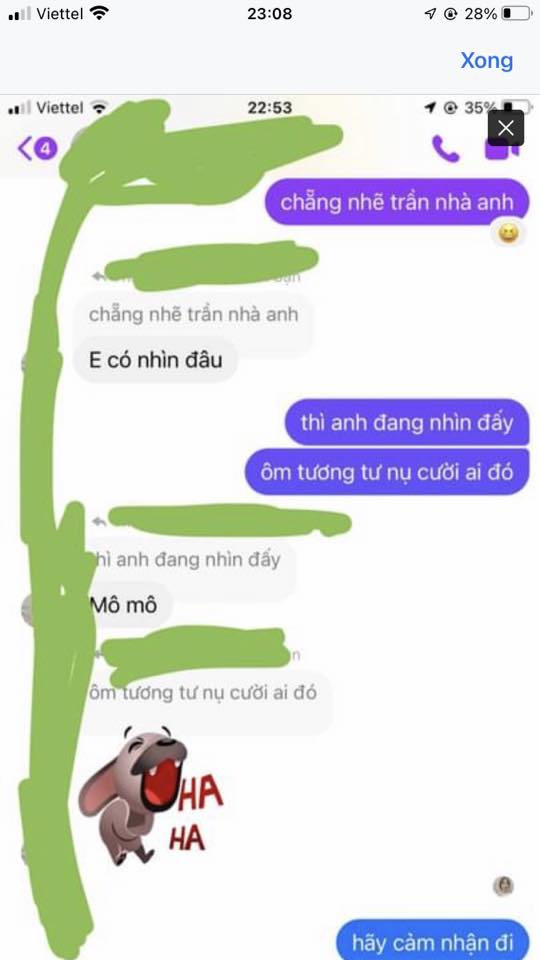 Viettel 23:08 28%
Xong
Viettel 22:53 35%
4
chẵng nhẽ trần nhà anh
chẵng nhẽ trần nhà anh
E có nhìn đâu
thì anh đang nhìn đấy
ôm tương tư nụ cười ai đó
hì anh đang nhìn đấy
Mô mô
n
ôm tương tư nụ cười ai đó
HA
HA
hãy cảm nhận đi